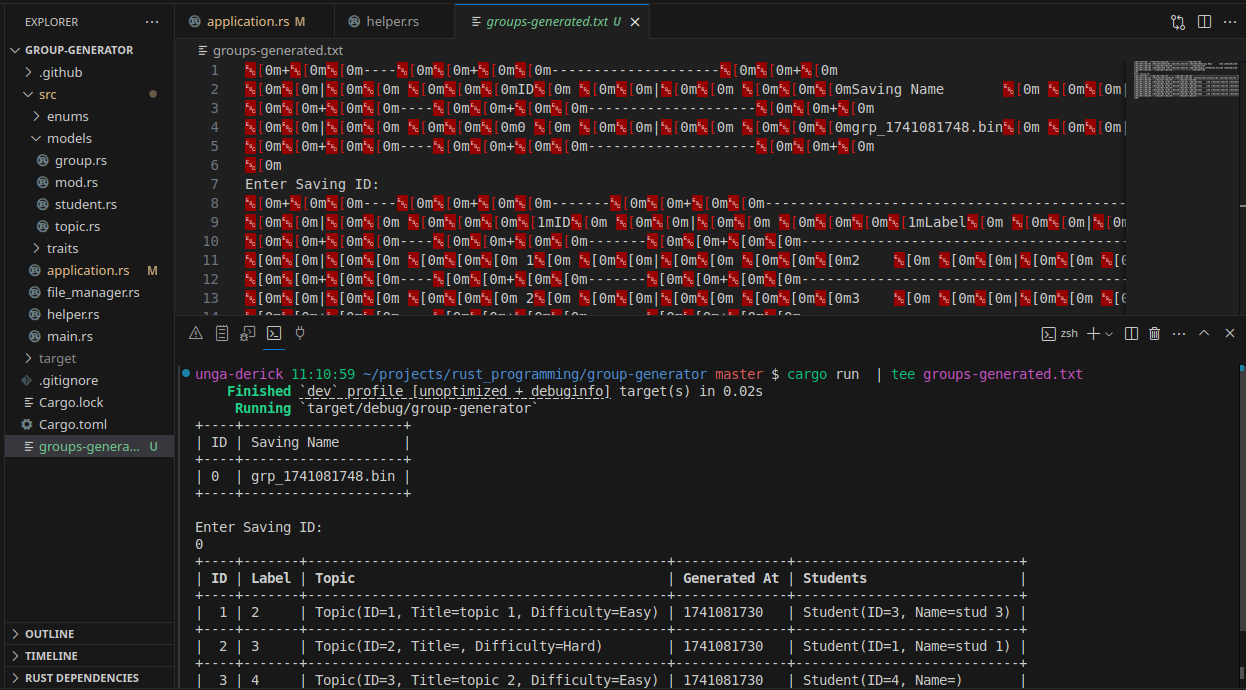 EXPLORER
GROUP-GENERATOR
.github
src
enums
models
group.rs
mod.rs
student.rs
topic.rs
traits
application.rs M
file_manager.rs
helper.rs
main.rs
target
.gitignore
Cargo.lock
Cargo.toml
groups-genera... U
OUTLINE
TIMELINE
RUST DEPENDENCIES
application.rs M
helper.rs
groups-generated.txt U
groups-generated.txt
1 ␛[0m+␛[0m␛[0m----␛[0m␛[0m+␛[0m␛[0m---------------------␛[0m␛[0m+␛[0m
2 ␛[0m␛[0m|␛[0m␛[0m ␛[0m␛[0m␛[0mID␛[0m ␛[0m␛[0m|␛[0m␛[0m ␛[0m␛[0m␛[0mSaving Name ␛[0m ␛[0m␛[0m|
3 ␛[0m␛[0m+␛[0m␛[0m----␛[0m␛[0m+␛[0m␛[0m---------------------␛[0m␛[0m+␛[0m
4 ␛[0m␛[0m|␛[0m␛[0m ␛[0m␛[0m␛[0m0 ␛[0m ␛[0m␛[0m|␛[0m␛[0m ␛[0m␛[0m␛[0mgrp_1741081748.bin␛[0m ␛[0m␛[0m|
5 ␛[0m␛[0m+␛[0m␛[0m----␛[0m␛[0m+␛[0m␛[0m---------------------␛[0m␛[0m+␛[0m
6 ␛[0m
7 Enter Saving ID:
8 ␛[0m+␛[0m␛[0m----␛[0m␛[0m+␛[0m␛[0m-------␛[0m␛[0m+␛[0m␛[0m--------------------------------------------
9 ␛[0m␛[0m|␛[0m␛[0m ␛[0m␛[0m␛[0m␛[1mID␛[0m ␛[0m␛[0m|␛[0m␛[0m ␛[0m␛[0m␛[0m␛[1mLabel␛[0m ␛[0m␛[0m|␛[0m
10 ␛[0m␛[0m+␛[0m␛[0m----␛[0m␛[0m+␛[0m␛[0m-------␛[0m␛[0m+␛[0m␛[0m----------------------------------------
11 ␛[0m␛[0m|␛[0m␛[0m ␛[0m␛[0m␛[0m 1␛[0m ␛[0m␛[0m|␛[0m␛[0m ␛[0m␛[0m␛[0m2 ␛[0m ␛[0m␛[0m|␛[0m␛[0m
12 ␛[0m␛[0m+␛[0m␛[0m----␛[0m␛[0m+␛[0m␛[0m-------␛[0m␛[0m+␛[0m␛[0m----------------------------------------
13 ␛[0m␛[0m|␛[0m␛[0m ␛[0m␛[0m␛[0m 2␛[0m ␛[0m␛[0m|␛[0m␛[0m ␛[0m␛[0m␛[0m3 ␛[0m ␛[0m␛[0m|␛[0m␛[0m
zsh
unga-derick 11:10:59 ~/projects/rust_programming/group-generator master $ cargo run | tee groups-generated.txt
Finished `dev` profile [unoptimized + debuginfo] target(s) in 0.02s
Running `target/debug/group-generator`
+----+--------------------+
| ID | Saving Name        |
+----+--------------------+
| 0  | grp_1741081748.bin |
+----+--------------------+
Enter Saving ID:
0
+----+-------+---------------------------------------------+--------------+----------------------------+
| ID | Label | Topic                                       | Generated At | Students                   |
+----+-------+---------------------------------------------+--------------+----------------------------+
|  1 | 2     | Topic(ID=1, Title=topic 1, Difficulty=Easy) | 1741081730   | Student(ID=3, Name=stud 3) |
+----+-------+---------------------------------------------+--------------+----------------------------+
|  2 | 3     | Topic(ID=2, Title=, Difficulty=Hard)        | 1741081730   | Student(ID=1, Name=stud 1) |
+----+-------+---------------------------------------------+--------------+----------------------------+
|  3 | 4     | Topic(ID=3, Title=topic 2, Difficulty=Easy) | 1741081730   | Student(ID=4, Name=)       |